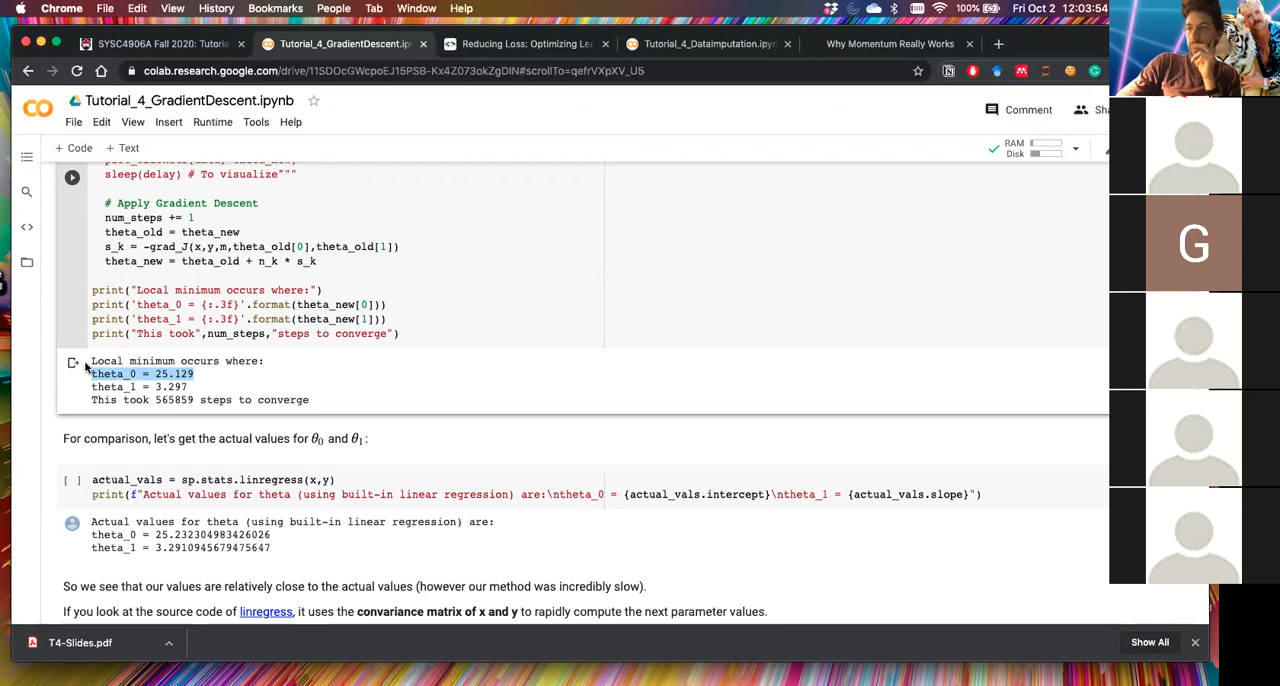 Chrome File Edit View History Bookmarks People Tab Window Help 100% Fri Oct 2 12:03:54
SYSC4906A Fall 2020: Tutoria Tutorial_4_GradientDescent.ip Reducing Loss: Optimizing Le Tutorial_4_DataImputation.ipyn Why Momentum Really Works
colab.research.google.com/drive/11SDOcGWcpoEJ15PSB-Kx4Z073okZgDIN#scrollTo=qefrVXpXV_U5
Tutorial_4_GradientDescent.ipynb
Comment Sha
File Edit View Insert Runtime Tools Help
+ Code + Text
RAM
Disk
sleep(delay) # To visualize"""
# Apply Gradient Descent
num_steps += 1
theta_old = theta_new
s_k = -grad_J(x,y,m,theta_old[0],theta_old[1])
theta_new = theta_old + n_k * s_k
print("Local minimum occurs where:")
print('theta_0 = {:.3f}'.format(theta_new[0]))
print('theta_1 = {:.3f}'.format(theta_new[1]))
print("This took",num_steps,"steps to converge")
Local minimum occurs where:
theta_0 = 25.129
theta_1 = 3.297
This took 565859 steps to converge
For comparison, let's get the actual values for θ0 and θ1:
[ ] actual_vals = sp.stats.linregress(x,y)
print(f"Actual values for theta (using built-in linear regression) are:\ntheta_0 = {actual_vals.intercept}\ntheta_1 = {actual_vals.slope}")
Actual values for theta (using built-in linear regression) are:
theta_0 = 25.232304983426026
theta_1 = 3.2910945679475647
So we see that our values are relatively close to the actual values (however our method was incredibly slow).
If you look at the source code of linregress, it uses the covariance matrix of x and y to rapidly compute the next parameter values.
T4-Slides.pdf
Show All
G